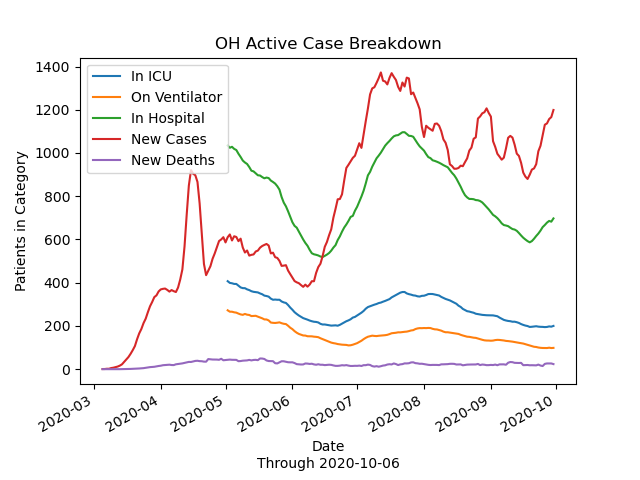 OH Active Case Breakdown
In ICU
On Ventilator
In Hospital
New Cases
New Deaths
Patients in Category
1400
1200
1000
800
600
400
200
0
2020-03
2020-04
2020-05
2020-06
2020-07
2020-08
2020-09
2020-10
Date
Through 2020-10-06